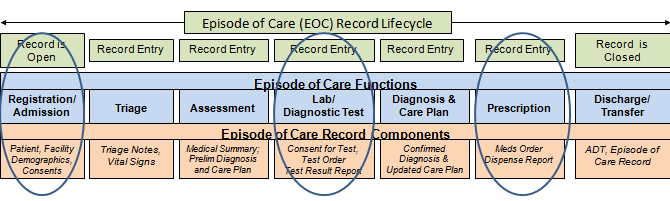 Episode of Care (EOC) Record Lifecycle
Record is
Open
Record Entry
Record Entry
Record Entry
Record Entry
Record Entry
Record is
Closed
Episode of Care Functions
Registration/
Admission
Triage
Assessment
Lab/
Diagnostic Test
Diagnosis &
Care Plan
Prescription
Discharge/
Transfer
Episode of Care Record Components
Patient, Facility
Demographics,
Consents
Triage Notes,
Vital Signs
Medical Summary;
Prelim Diagnosis
and Care Plan
Consent for Test,
Test Order
Test Result Report
Confirmed
Diagnosis &
Updated Care Plan
Meds Order
Dispense Report
ADT, Episode of
Care Record